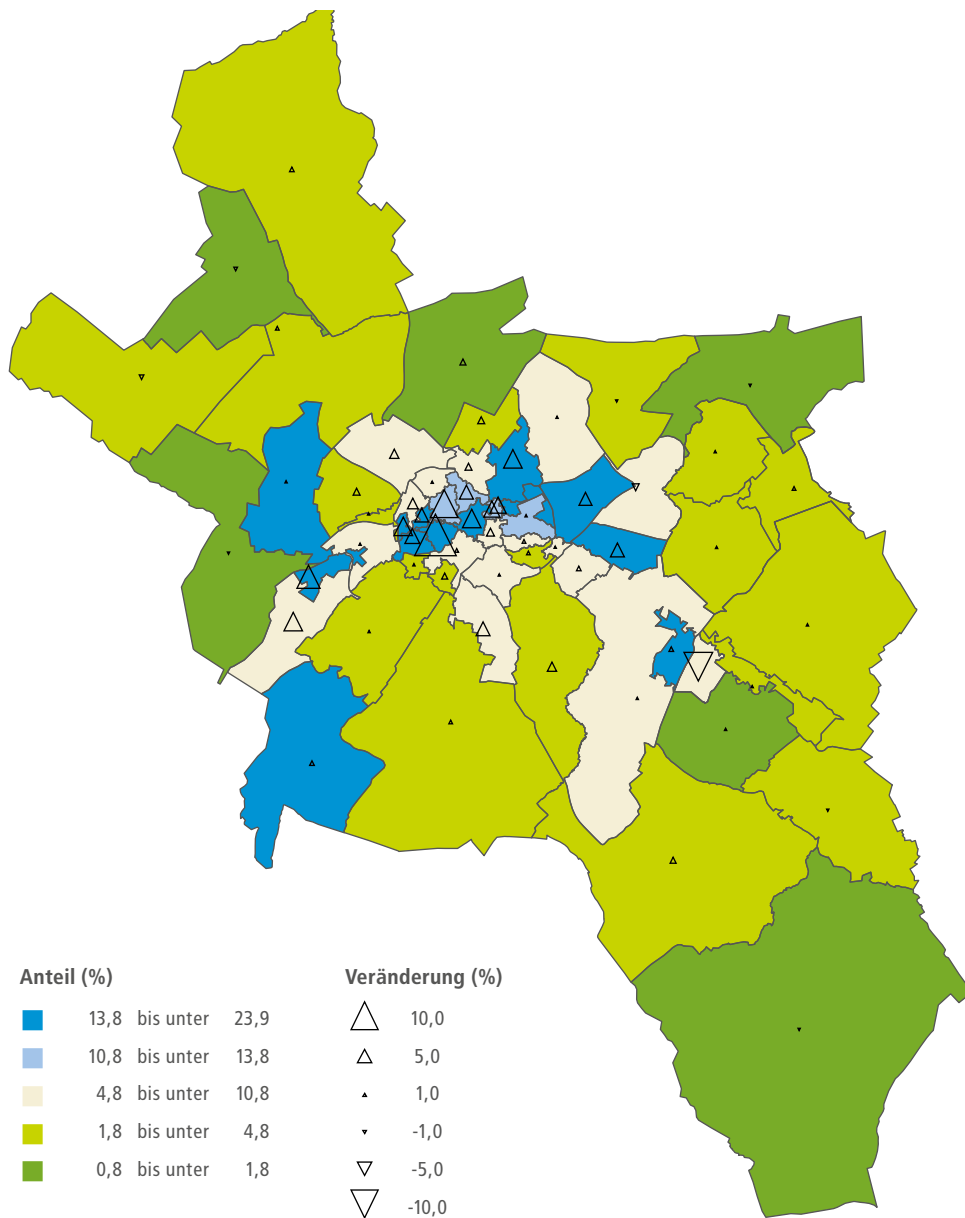 Anteil (%) Veränderung (%)
13,8 bis unter 23,9 10,0
10,8 bis unter 13,8 5,0
4,8 bis unter 10,8 1,0
1,8 bis unter 4,8 -1,0
0,8 bis unter 1,8 -5,0
-10,0